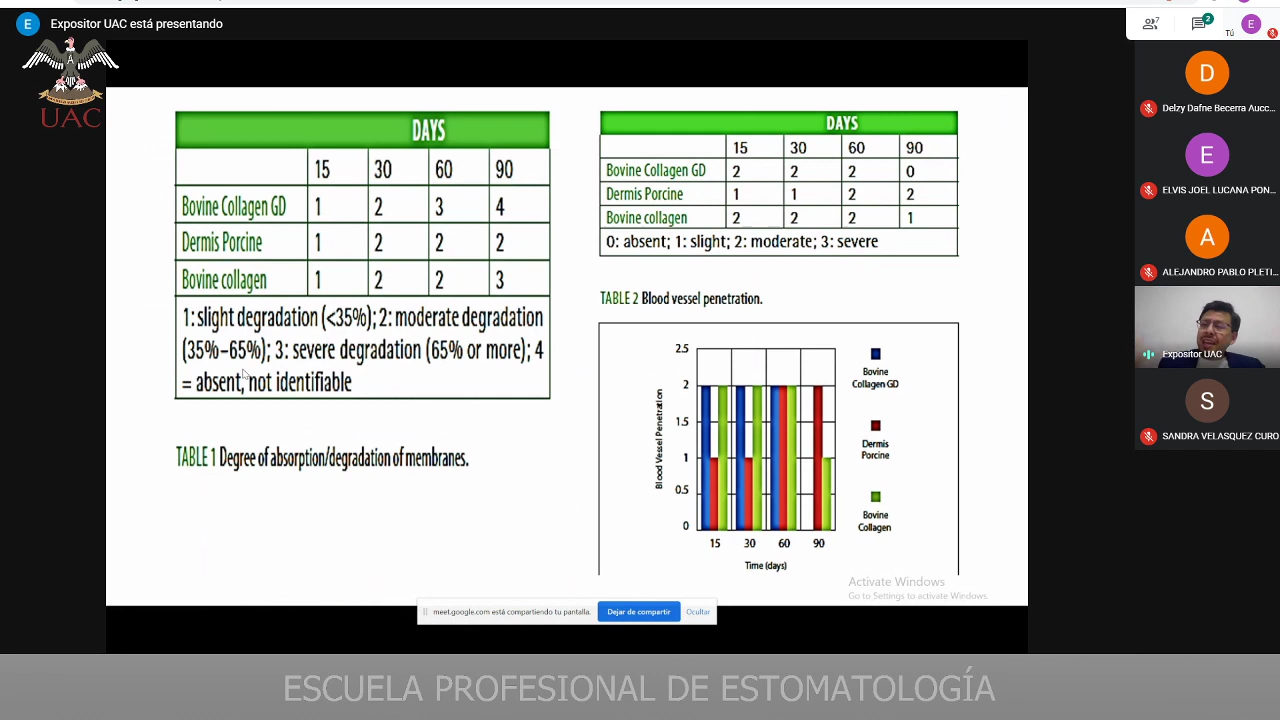 E Expositor UAC está presentando
7
2
Tú
E
UAC
DAYS
15 30 60 90
Bovine Collagen GD 1 2 3 4
Dermis Porcine 1 2 2 2
Bovine collagen 1 2 2 3
1: slight degradation (<35%); 2: moderate degradation
(35%–65%); 3: severe degradation (65% or more); 4
= absent, not identifiable
TABLE 1 Degree of absorption/degradation of membranes.
DAYS
15 30 60 90
Bovine Collagen GD 2 2 2 0
Dermis Porcine 1 1 2 2
Bovine collagen 2 2 2 1
0: absent; 1: slight; 2: moderate; 3: severe
TABLE 2 Blood vessel penetration.
2.5
2
1.5
1
0.5
0
Blood Vessel Penetration
15 30 60 90
Time (days)
Bovine
Collagen GD
Dermis
Porcine
Bovine
Collagen
Activate Windows
Go to Settings to activate Windows.
meet.google.com está compartiendo tu pantalla.
Dejar de compartir
Ocultar
D
Delzy Dafne Becerra Aucc...
E
ELVIS JOEL LUCANA PON...
A
ALEJANDRO PABLO PLETI...
Expositor UAC
S
SANDRA VELASQUEZ CURO
ESCUELA PROFESIONAL DE ESTOMATOLOGÍA